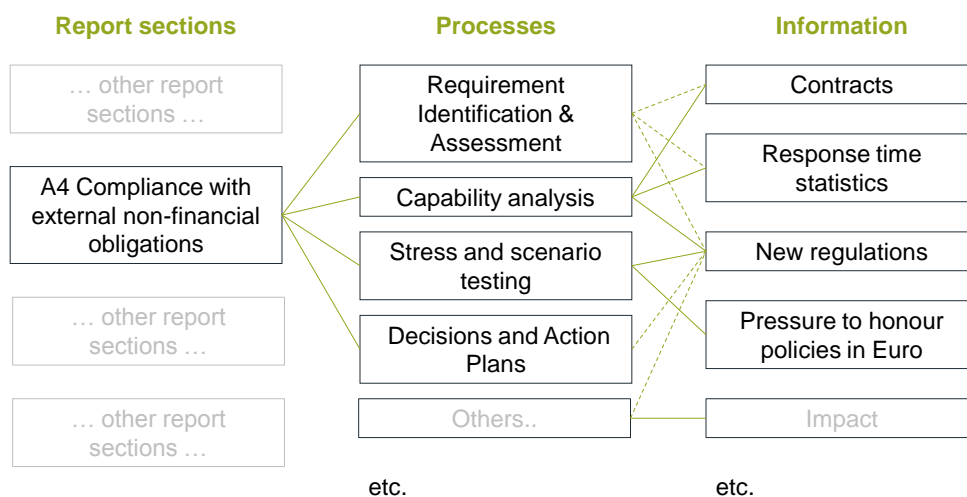 Report sections
Processes
Information
… other report
sections …
A4 Compliance with
external non-financial
obligations
… other report
sections …
… other report
sections …
Requirement
Identification &
Assessment
Capability analysis
Stress and scenario
testing
Decisions and Action
Plans
Others..
etc.
Contracts
Response time
statistics
New regulations
Pressure to honour
policies in Euro
Impact
etc.